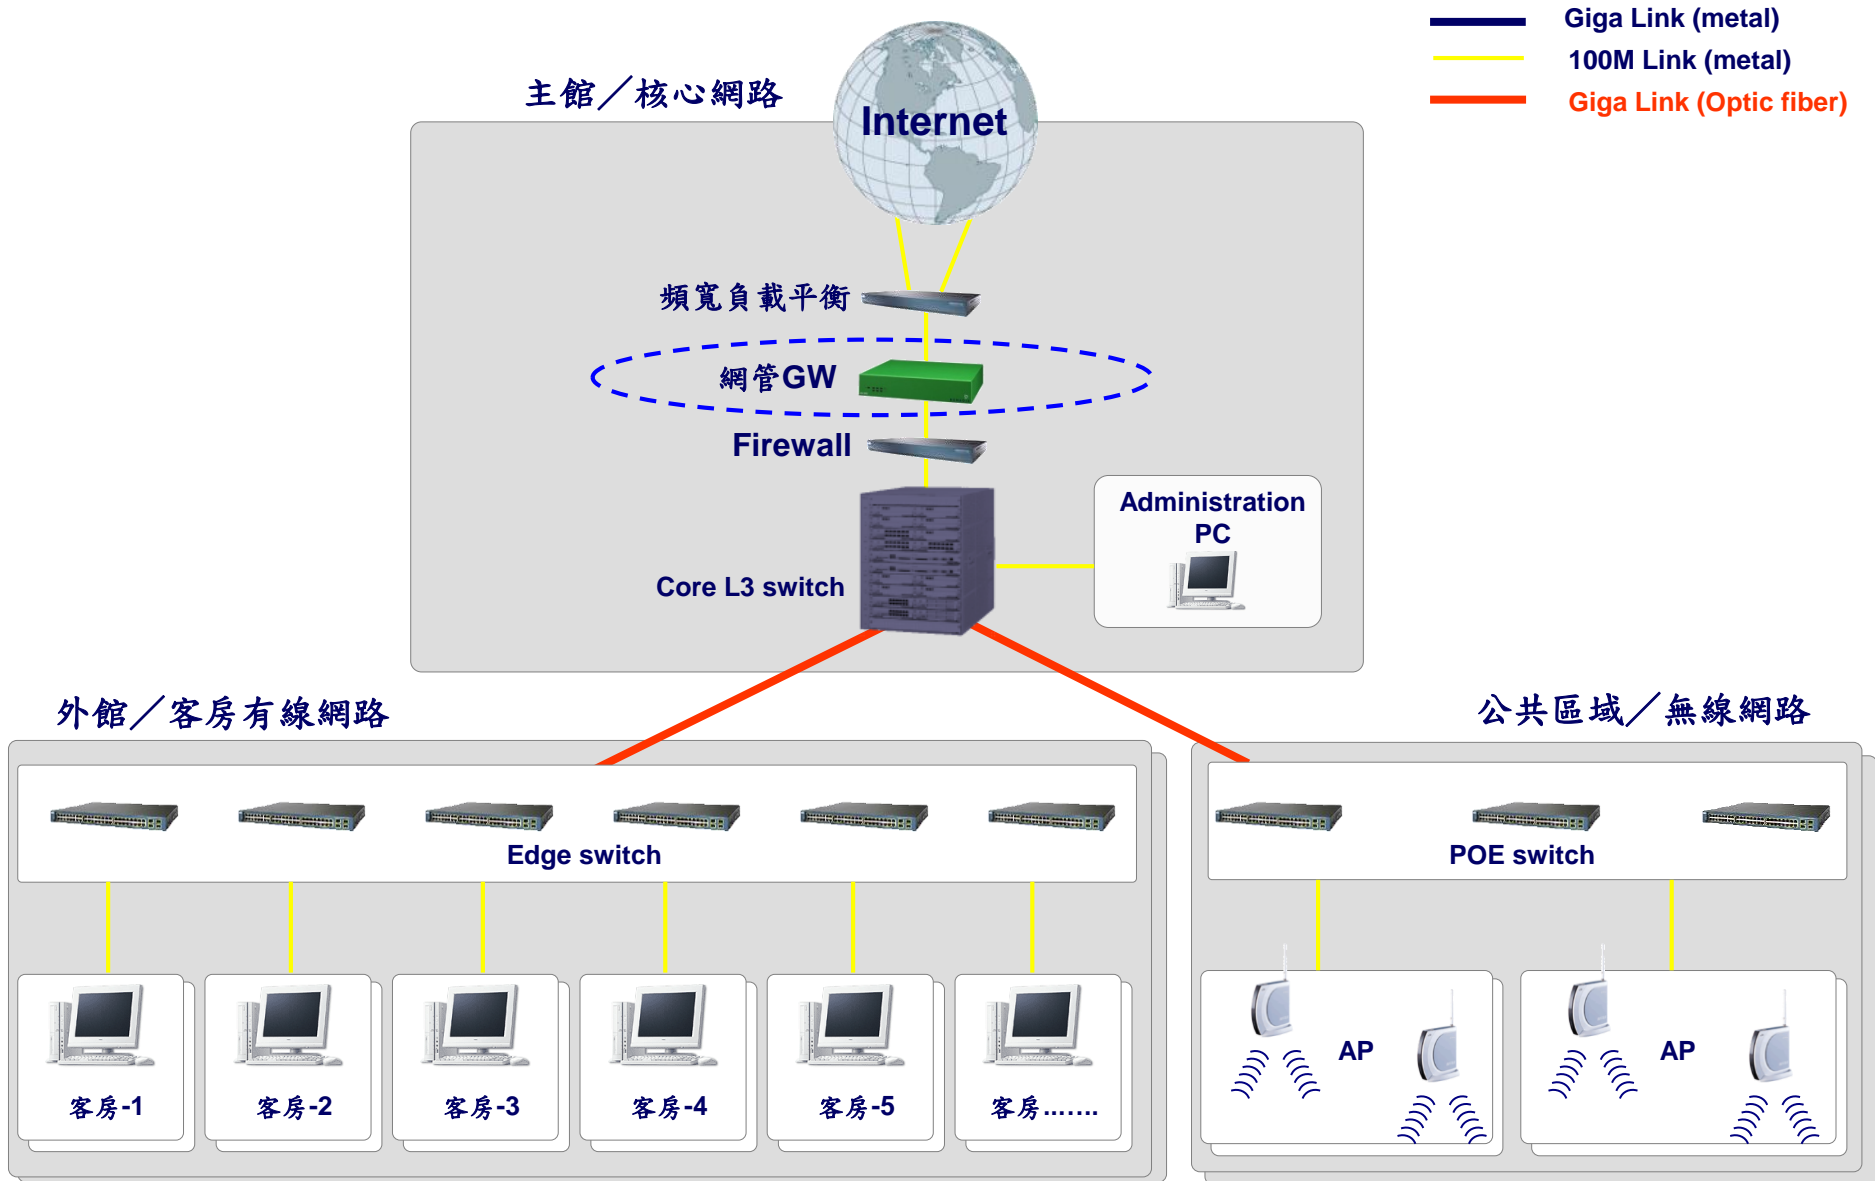 Giga Link (metal)
100M Link (metal)
Giga Link (Optic fiber)
主館／核心網路
Internet
頻寬負載平衡
網管GW
Firewall
Administration
PC
Core L3 switch
外館／客房有線網路
公共區域／無線網路
Edge switch
POE switch
AP
AP
客房-1
客房-2
客房-3
客房-4
客房-5
客房…....